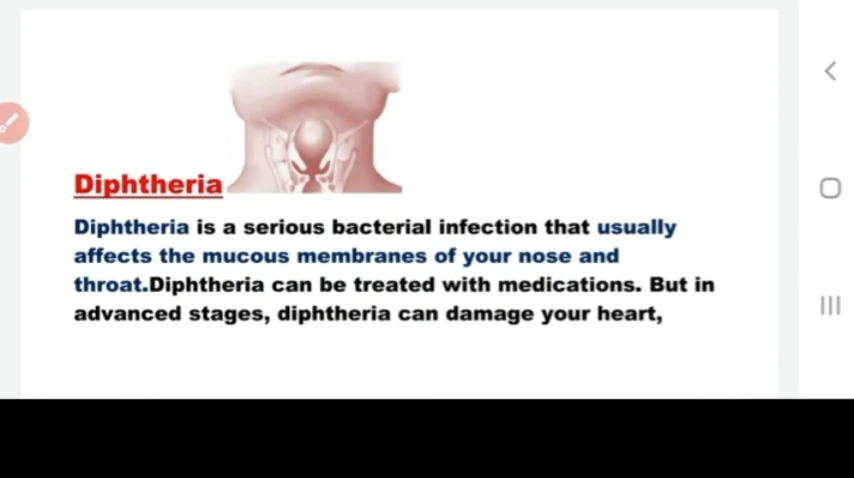 Diphtheria
Diphtheria is a serious bacterial infection that usually
affects the mucous membranes of your nose and
throat.Diphtheria can be treated with medications. But in
advanced stages, diphtheria can damage your heart,